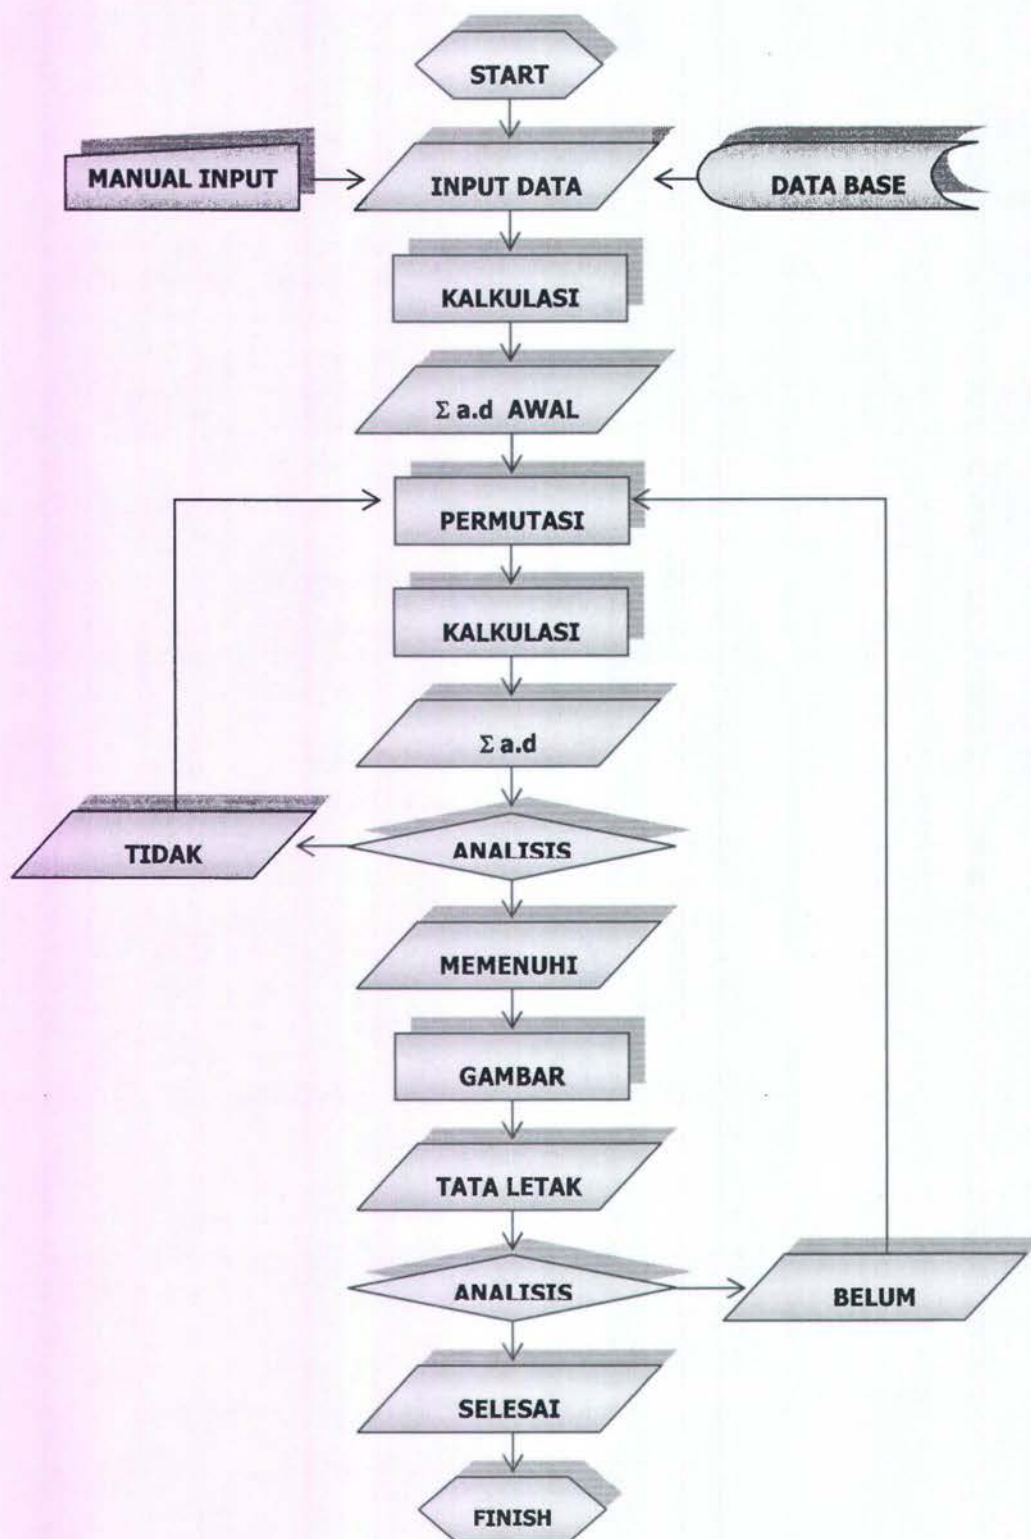 START
MANUAL INPUT
INPUT DATA
DATA BASE
KALKULASI
Σ a.d AWAL
PERMUTASI
KALKULASI
Σ a.d
TIDAK
ANALISIS
MEMENUHI
GAMBAR
TATA LETAK
ANALISIS
BELUM
SELESAI
FINISH